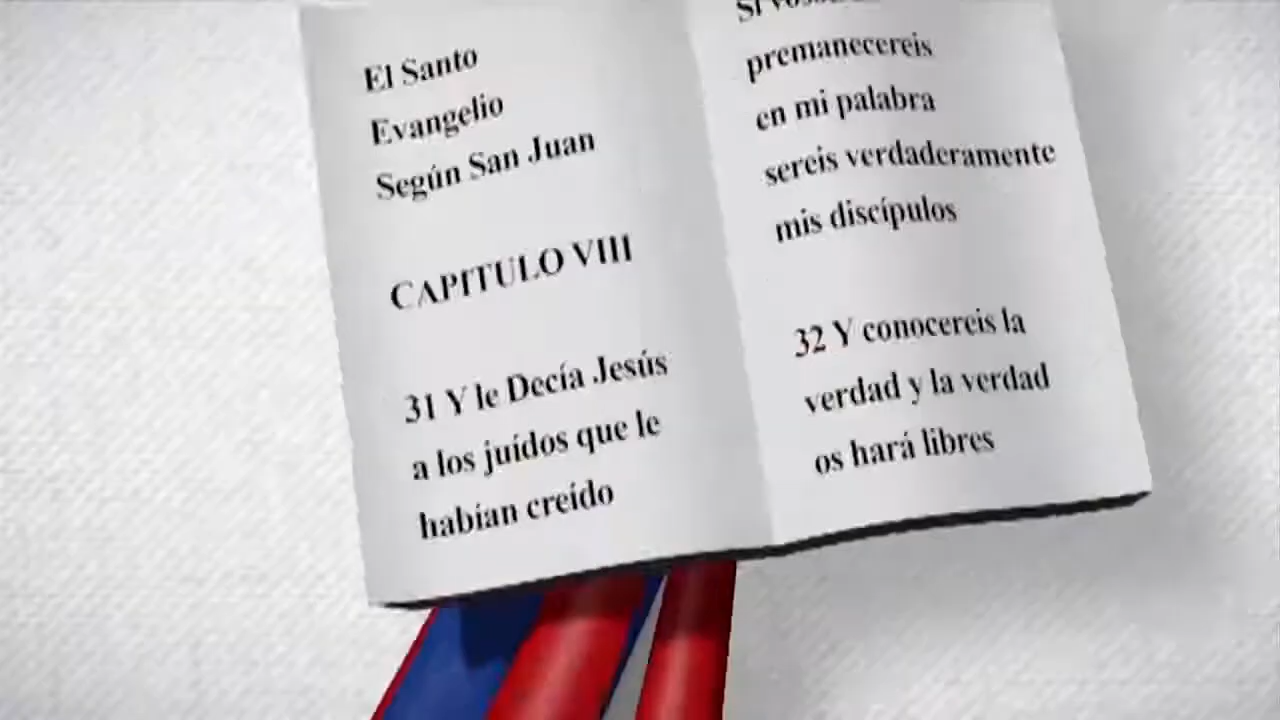 El Santo
Evangelio
Según San Juan
CAPITULO VIII
31 Y le Decía Jesús
a los juídos que le
habían creído
Si
premanecereis
en mi palabra
sereis verdaderamente
mis discípulos
32 Y conocereis la
verdad y la verdad
os hará libres